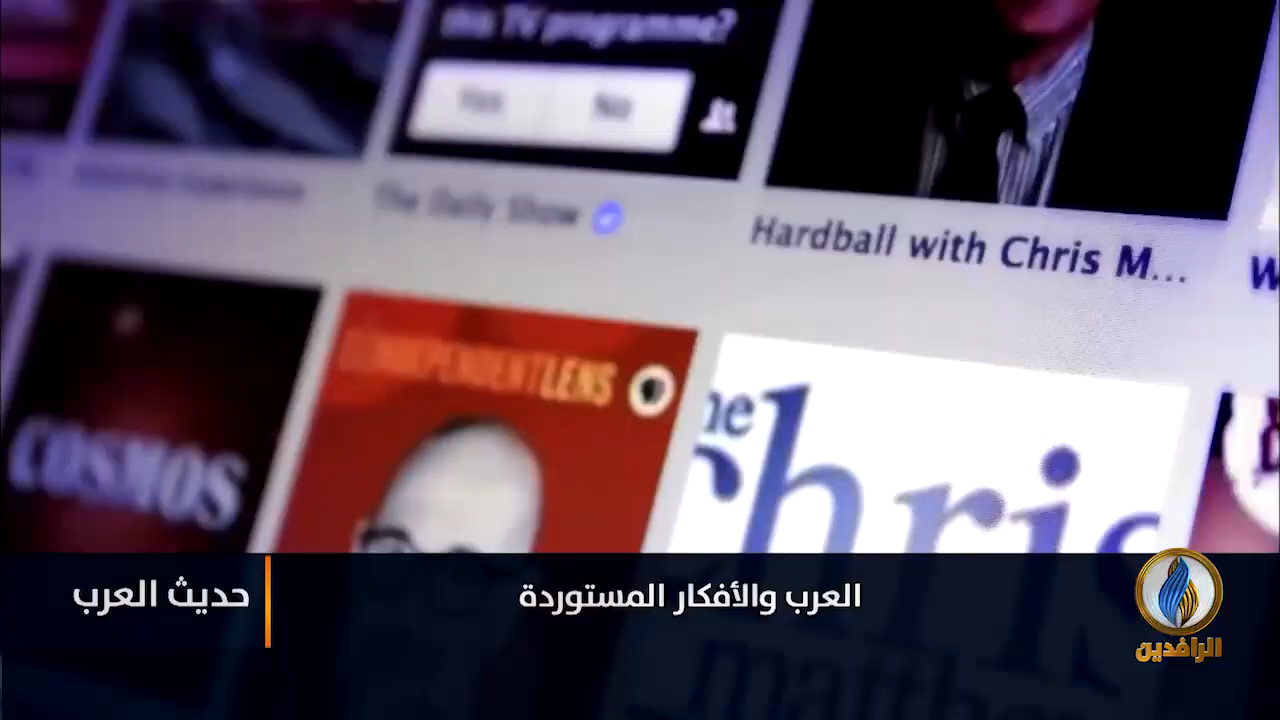 this TV programme?
Yes No
The Daily Show
Hardball with Chris M...
W
INDEPENDENTLENS
COSMOS
he
chris
العرب والأفكار المستوردة
حديث العرب
الرافدين